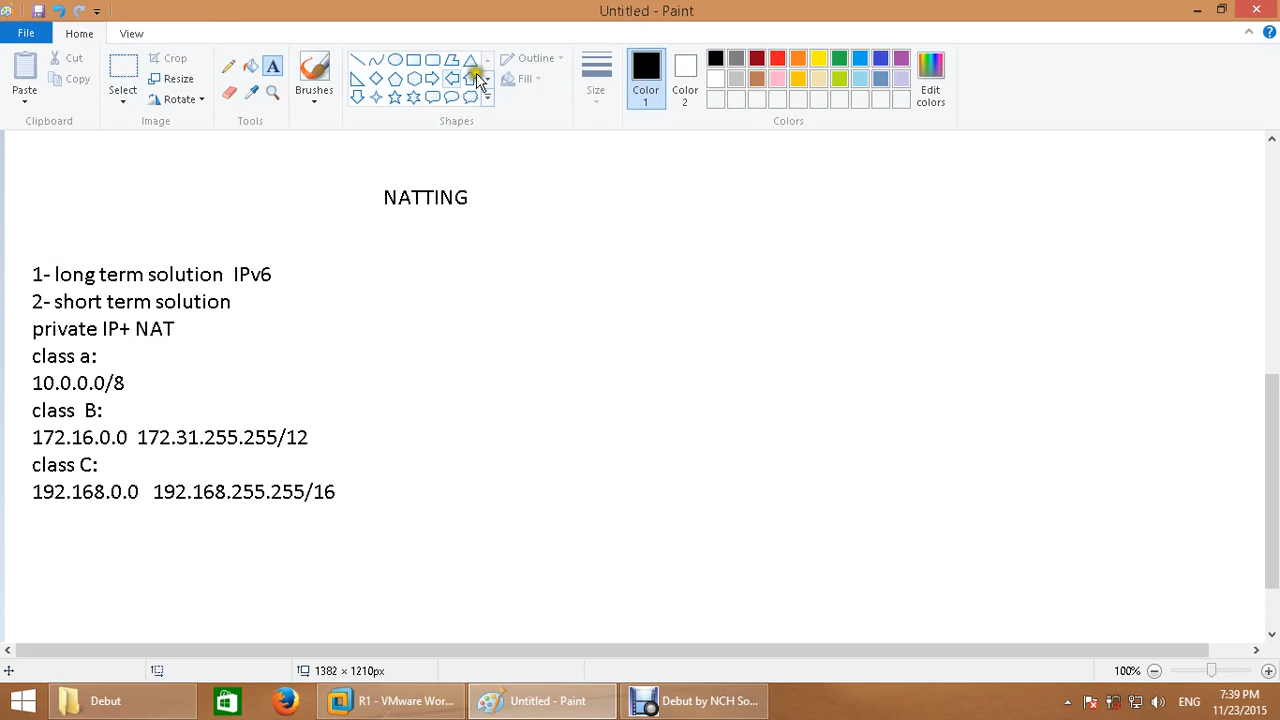 Untitled - Paint
File
Home
View
Paste
Cut
Copy
Clipboard
Select
Crop
Resize
Rotate
Image
A
Tools
Brushes
Shapes
Outline
Fill
Size
Color 1
Color 2
Edit colors
Colors
NATTING
1- long term solution  IPv6
2- short term solution
private IP+ NAT
class a:
10.0.0.0/8
class  B:
172.16.0.0  172.31.255.255/12
class C:
192.168.0.0   192.168.255.255/16
1382 × 1210px
100%
Debut
R1 - VMware Wor...
Untitled - Paint
Debut by NCH So...
ENG
7:39 PM
11/23/2015